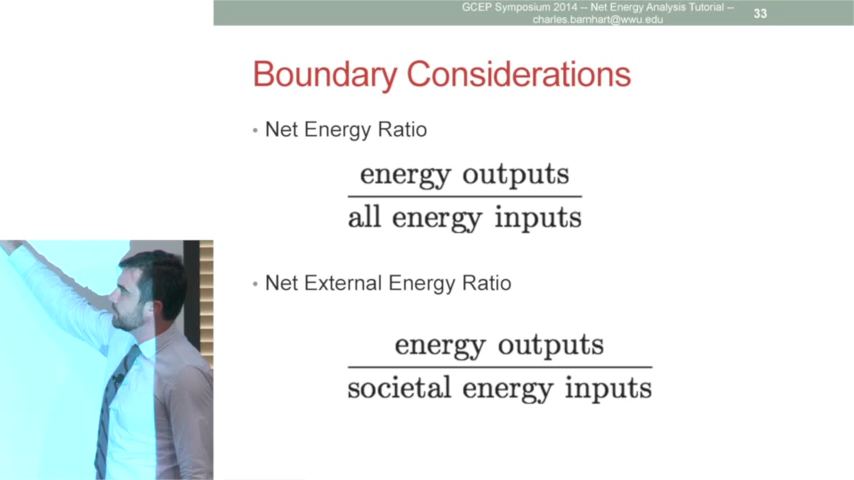 GCEP Symposium 2014 -- Net Energy Analysis Tutorial --
charles.barnhart@wwu.edu
33
Boundary Considerations
• Net Energy Ratio
energy outputs
all energy inputs
• Net External Energy Ratio
energy outputs
societal energy inputs